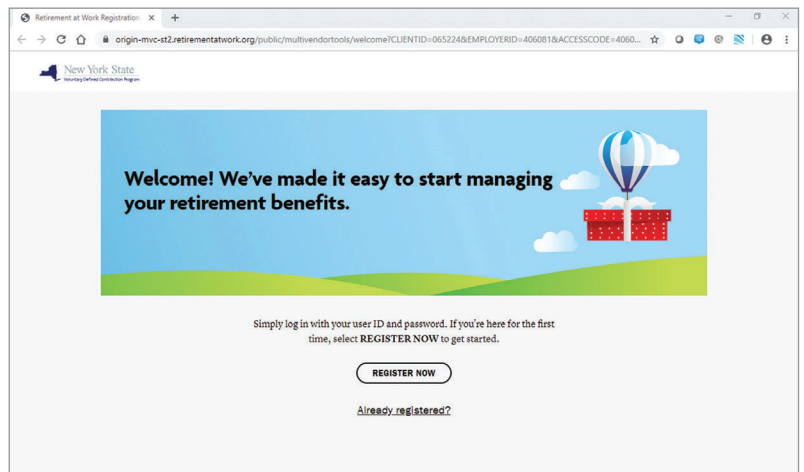 Retirement at Work Registration
origin-mvc-st2.retirementatwork.org/public/multivendortools/welcome?CLIENTID=065224&EMPLOYERID=406081&ACCESSCODE=4060...
New York State
Voluntary Defined Contribution Program
Welcome! We've made it easy to start managing
your retirement benefits.
Simply log in with your user ID and password. If you're here for the first
time, select REGISTER NOW to get started.
REGISTER NOW
Already registered?